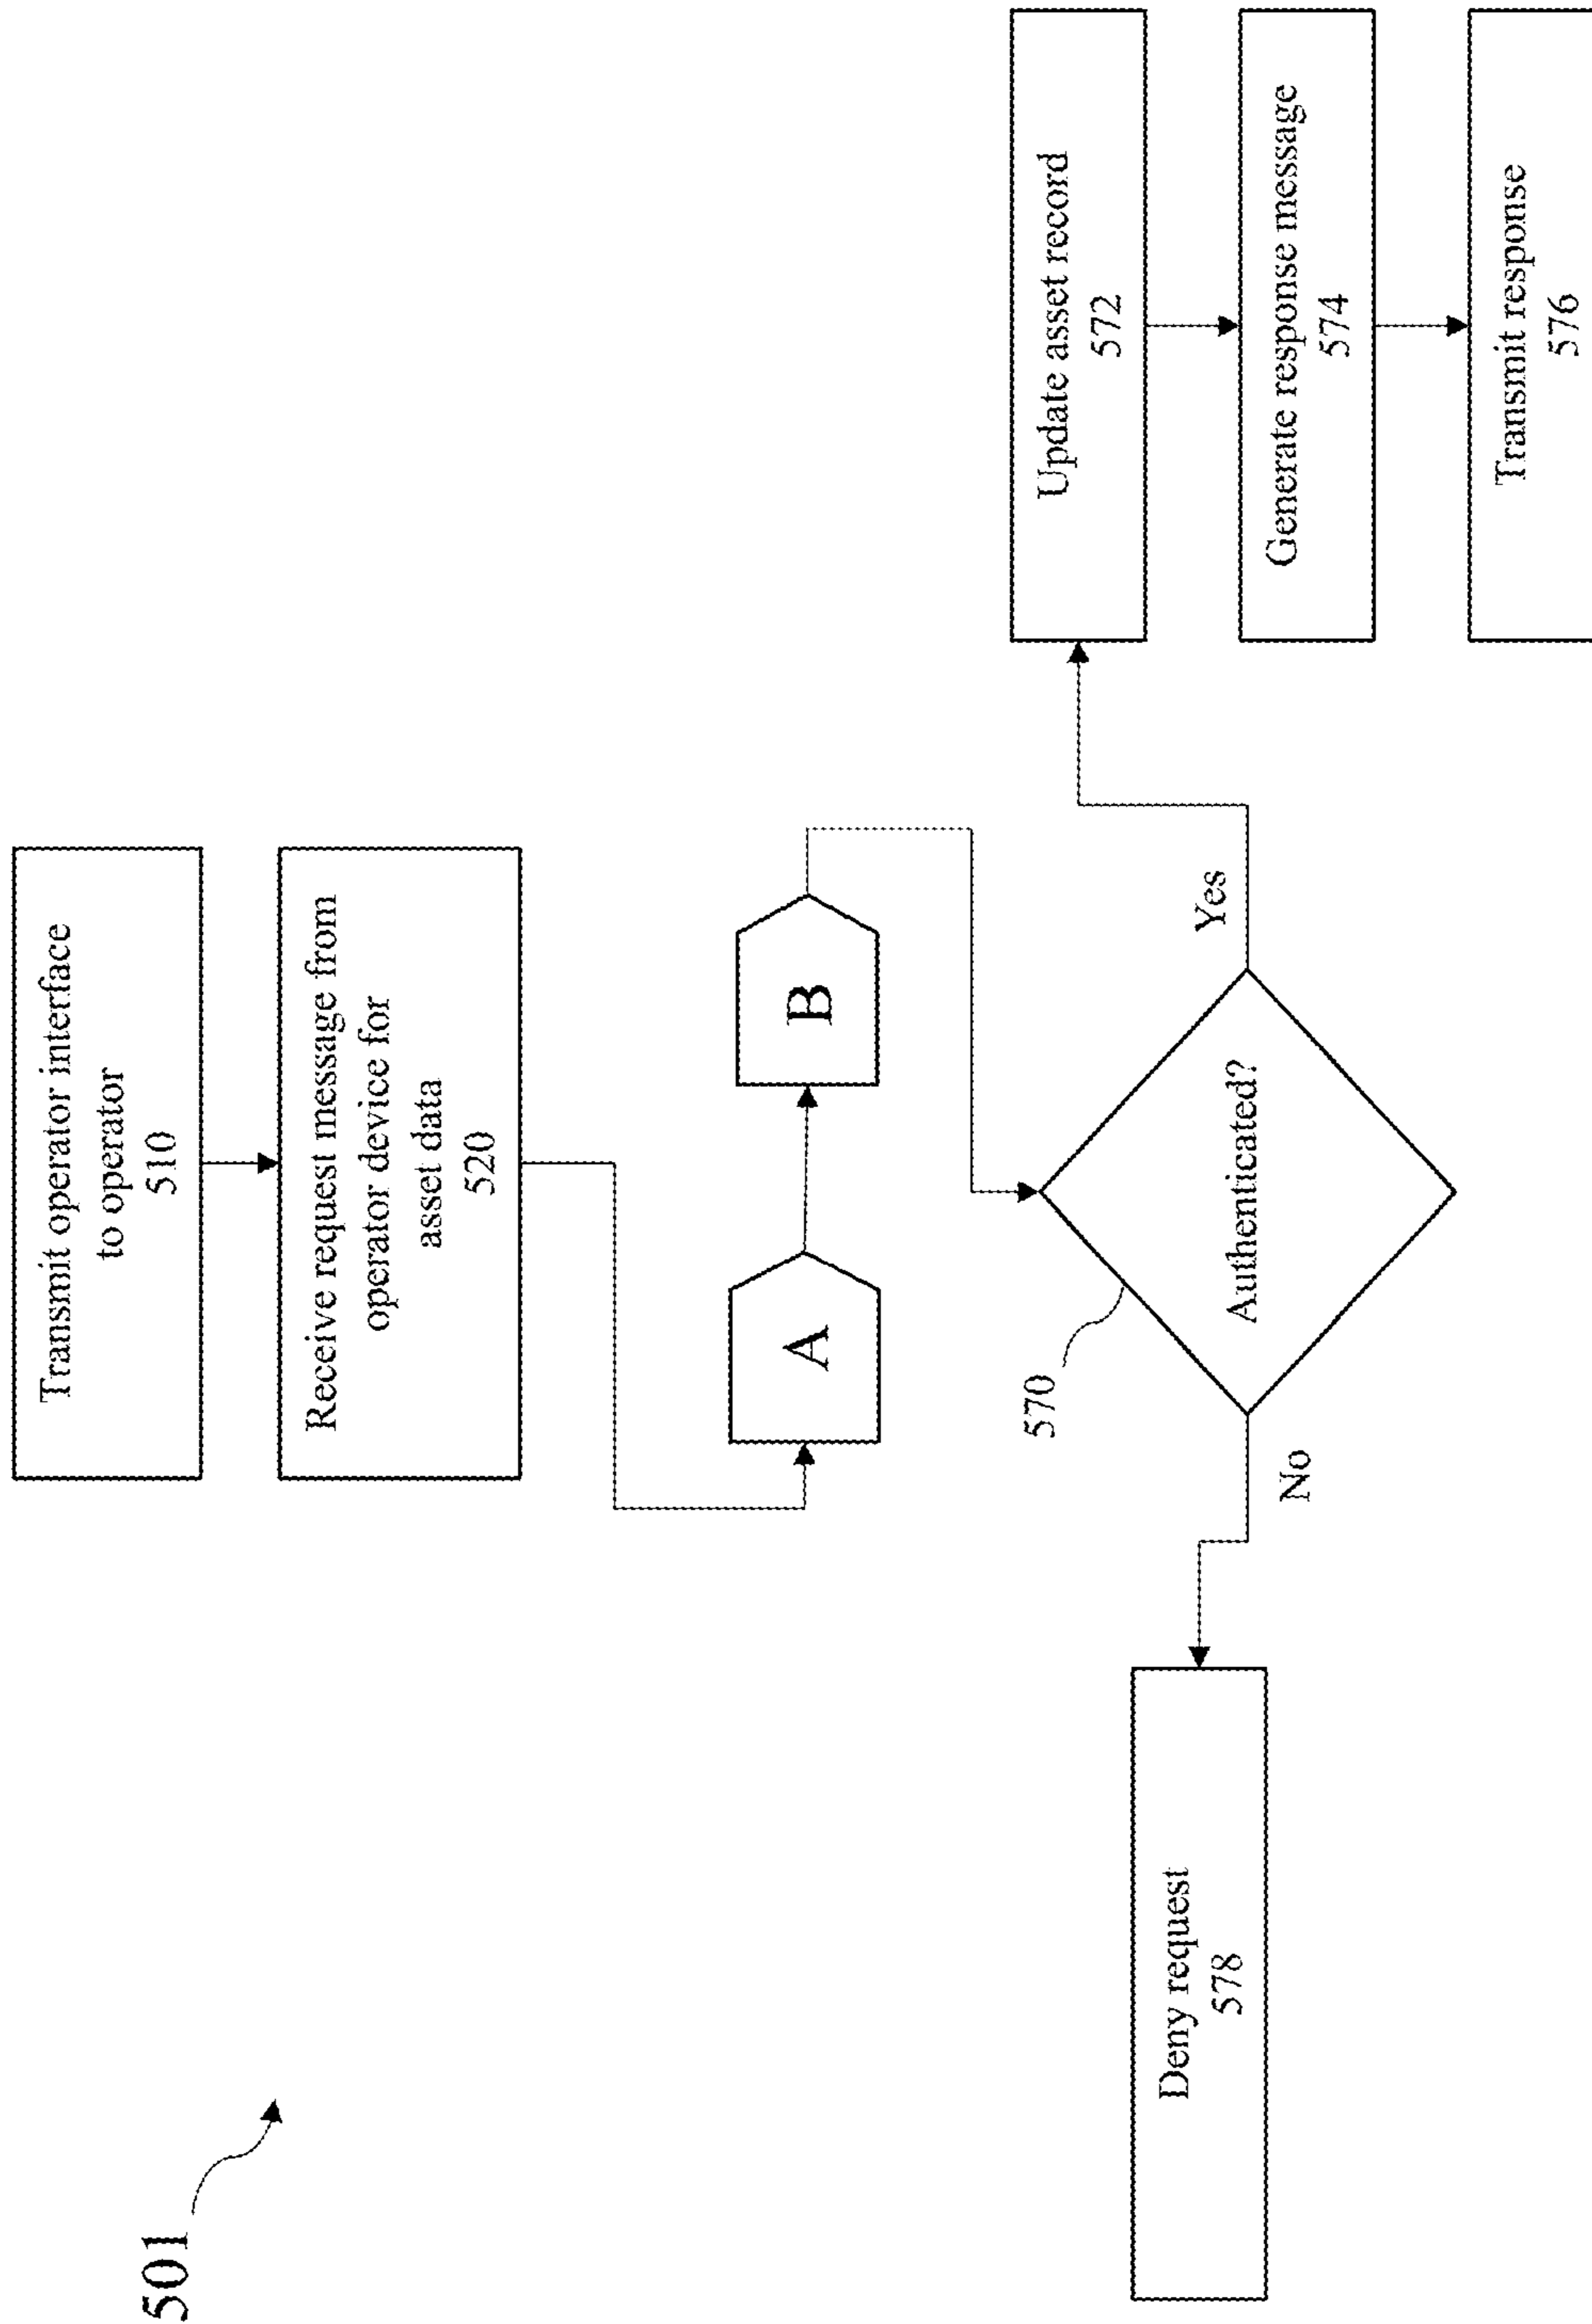 501
Transmit operator interface
to operator
510
Receive request message from
operator device for
asset data
520
A
B
570
Authenticated?
No
Yes
Deny request
578
Update asset record
572
Generate response message
574
Transmit response
576